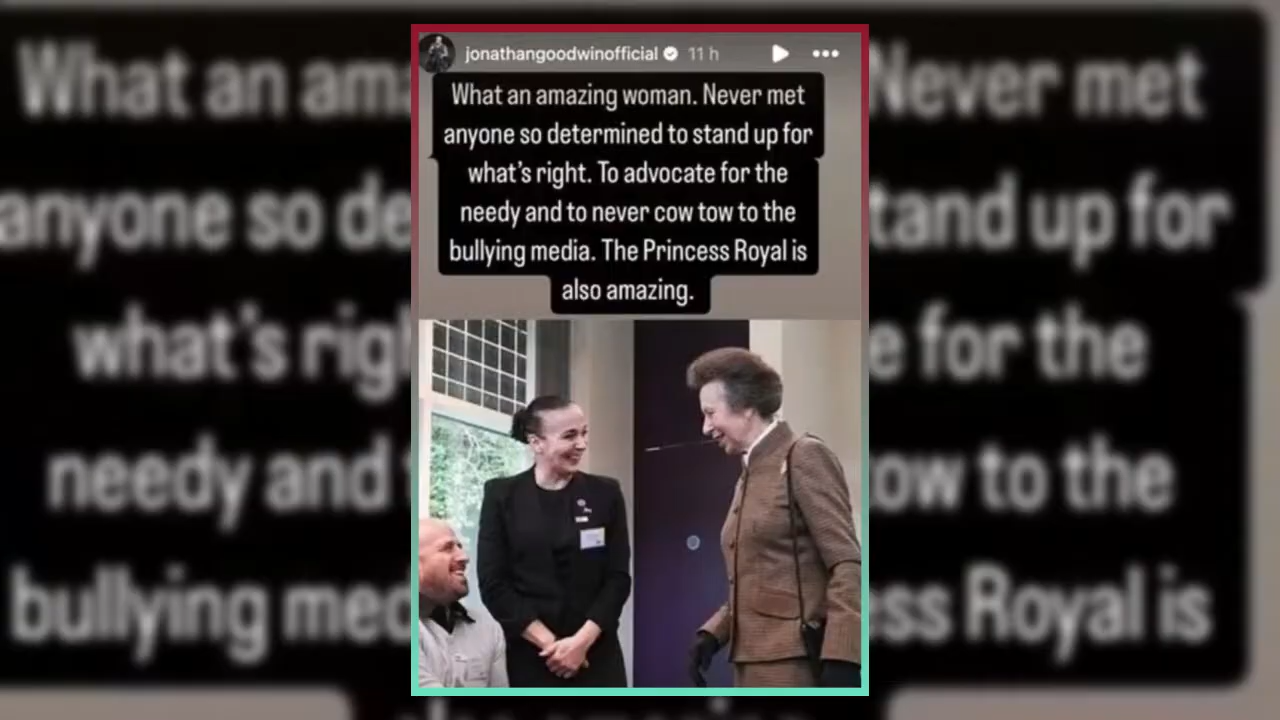 jonathangoodwinofficial 11 h
What an amazing woman. Never met
anyone so determined to stand up for
what's right. To advocate for the
needy and to never cow tow to the
bullying media. The Princess Royal is
also amazing.